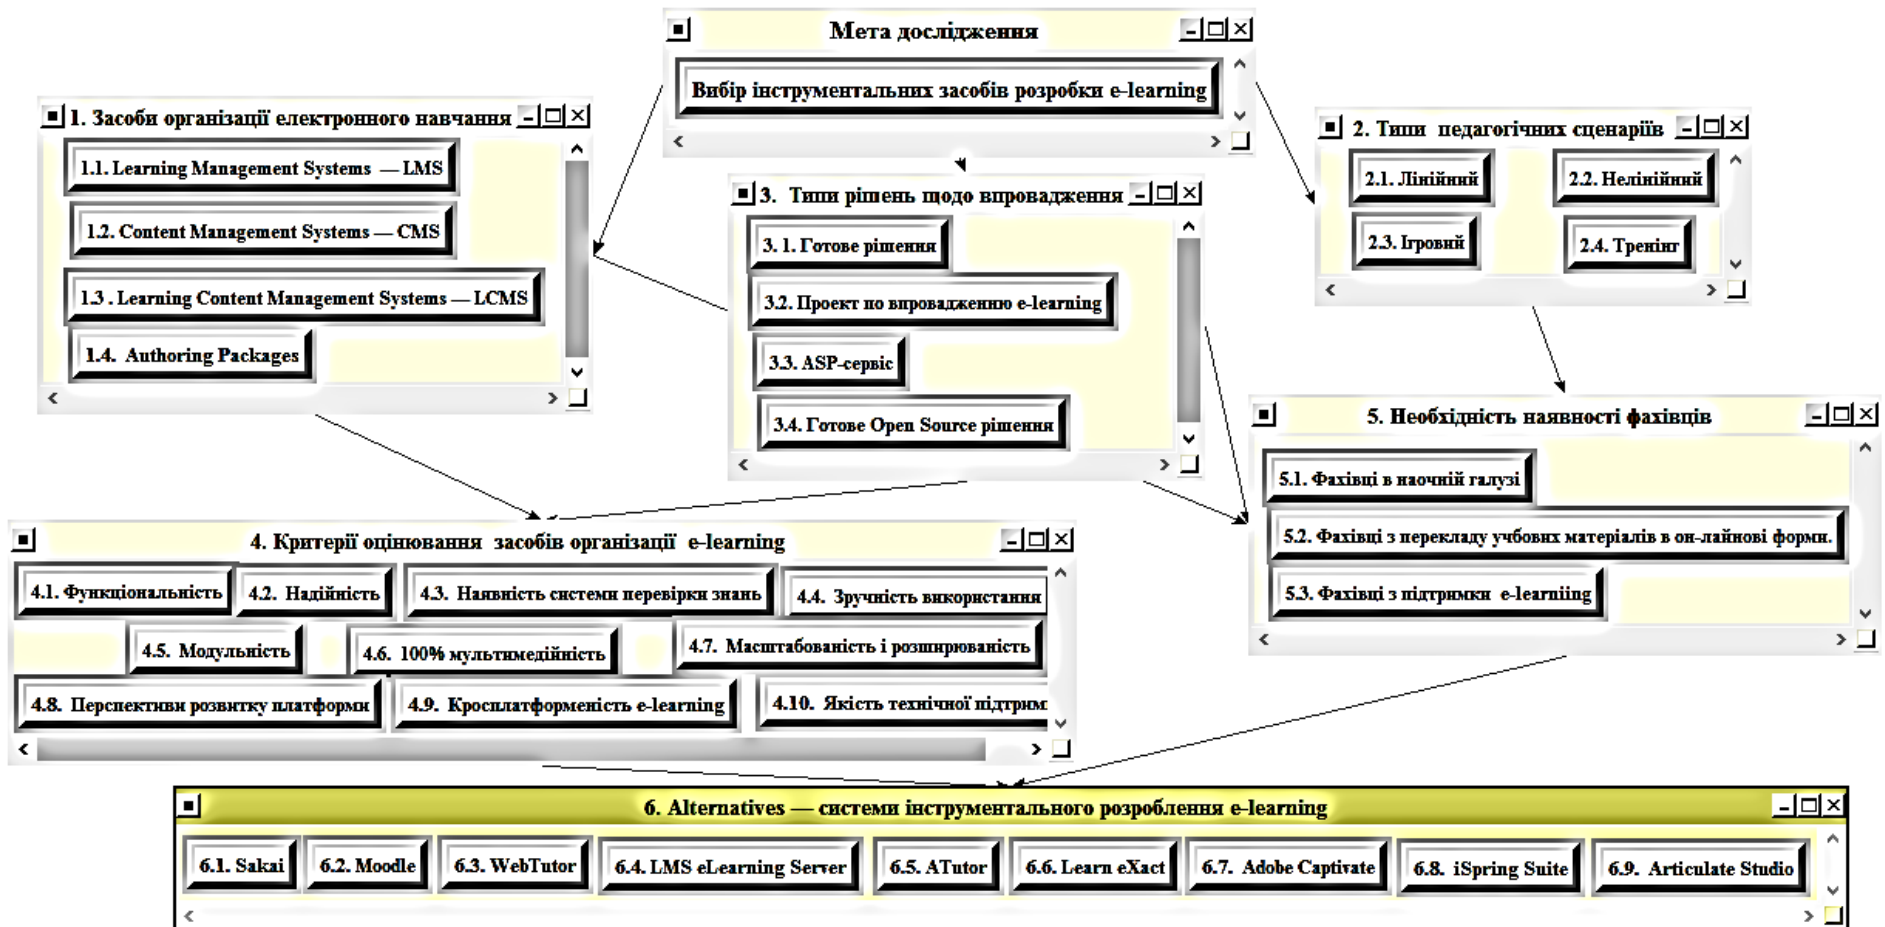 Мета дослідження
Вибір інструментальних засобів розробки e-learning
1. Засоби організації електронного навчання
1.1. Learning Management Systems — LMS
1.2. Content Management Systems — CMS
1.3 . Learning Content Management Systems — LCMS
1.4. Authoring Packages
2. Типи педагогічних сценаріїв
2.1. Лінійний
2.2. Нелінійний
2.3. Ігровий
2.4. Тренінг
3. Типи рішень щодо впровадження
3. 1. Готове рішення
3.2. Проект по впровадженню e-learning
3.3. ASP-сервіс
3.4. Готове Open Source рішення
4. Критерії оцінювання засобів організації e-learning
4.1. Функціональність
4.2. Надійність
4.3. Наявність системи перевірки знань
4.4. Зручність використання
4.5. Модульність
4.6. 100% мультимедійність
4.7. Масштабованість і розширюваність
4.8. Перспективи розвитку платформи
4.9. Кросплатформеність e-learning
4.10. Якість технічної підтрим
5. Необхідність наявності фахівців
5.1. Фахівці в наочній галузі
5.2. Фахівці з перекладу учбових матеріалів в он-лайнові форми.
5.3. Фахівці з підтримки e-learniing
6. Alternatives — системи інструментального розроблення e-learning
6.1. Sakai
6.2. Moodle
6.3. WebTutor
6.4. LMS eLearning Server
6.5. ATutor
6.6. Learn eXact
6.7. Adobe Captivate
6.8. iSpring Suite
6.9. Articulate Studio